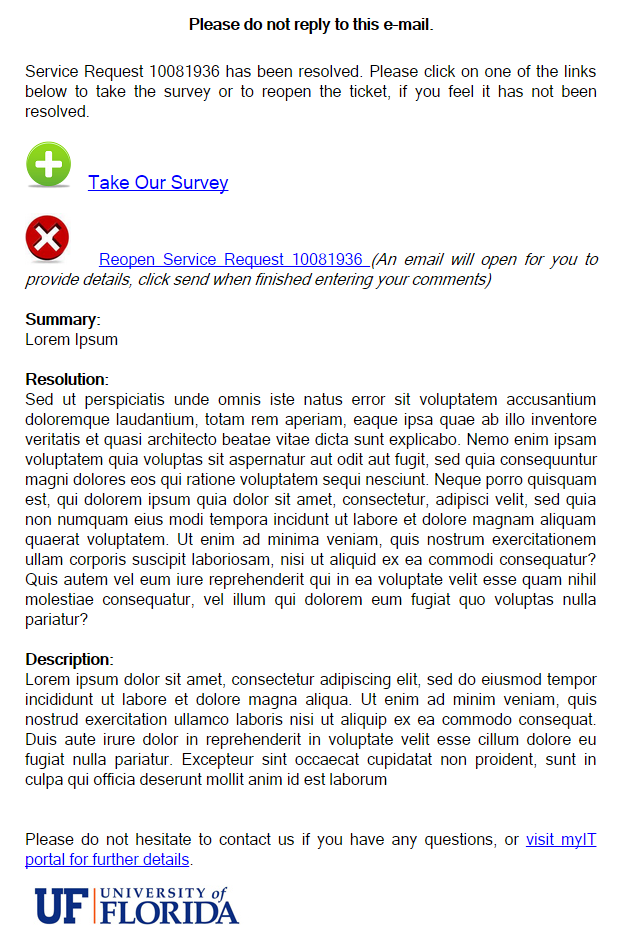 Please do not reply to this e-mail.
Service Request 10081936 has been resolved. Please click on one of the links
below to take the survey or to reopen the ticket, if you feel it has not been
resolved.
Take Our Survey
Reopen Service Request 10081936 (An email will open for you to
provide details, click send when finished entering your comments)
Summary:
Lorem Ipsum
Resolution:
Sed ut perspiciatis unde omnis iste natus error sit voluptatem accusantium
doloremque laudantium, totam rem aperiam, eaque ipsa quae ab illo inventore
veritatis et quasi architecto beatae vitae dicta sunt explicabo. Nemo enim ipsam
voluptatem quia voluptas sit aspernatur aut odit aut fugit, sed quia consequuntur
magni dolores eos qui ratione voluptatem sequi nesciunt. Neque porro quisquam
est, qui dolorem ipsum quia dolor sit amet, consectetur, adipisci velit, sed quia
non numquam eius modi tempora incidunt ut labore et dolore magnam aliquam
quaerat voluptatem. Ut enim ad minima veniam, quis nostrum exercitationem
ullam corporis suscipit laboriosam, nisi ut aliquid ex ea commodi consequatur?
Quis autem vel eum iure reprehenderit qui in ea voluptate velit esse quam nihil
molestiae consequatur, vel illum qui dolorem eum fugiat quo voluptas nulla
pariatur?
Description:
Lorem ipsum dolor sit amet, consectetur adipiscing elit, sed do eiusmod tempor
incididunt ut labore et dolore magna aliqua. Ut enim ad minim veniam, quis
nostrud exercitation ullamco laboris nisi ut aliquip ex ea commodo consequat.
Duis aute irure dolor in reprehenderit in voluptate velit esse cillum dolore eu
fugiat nulla pariatur. Excepteur sint occaecat cupidatat non proident, sunt in
culpa qui officia deserunt mollit anim id est laborum
Please do not hesitate to contact us if you have any questions, or visit myIT
portal for further details.
UF UNIVERSITY of
FLORIDA